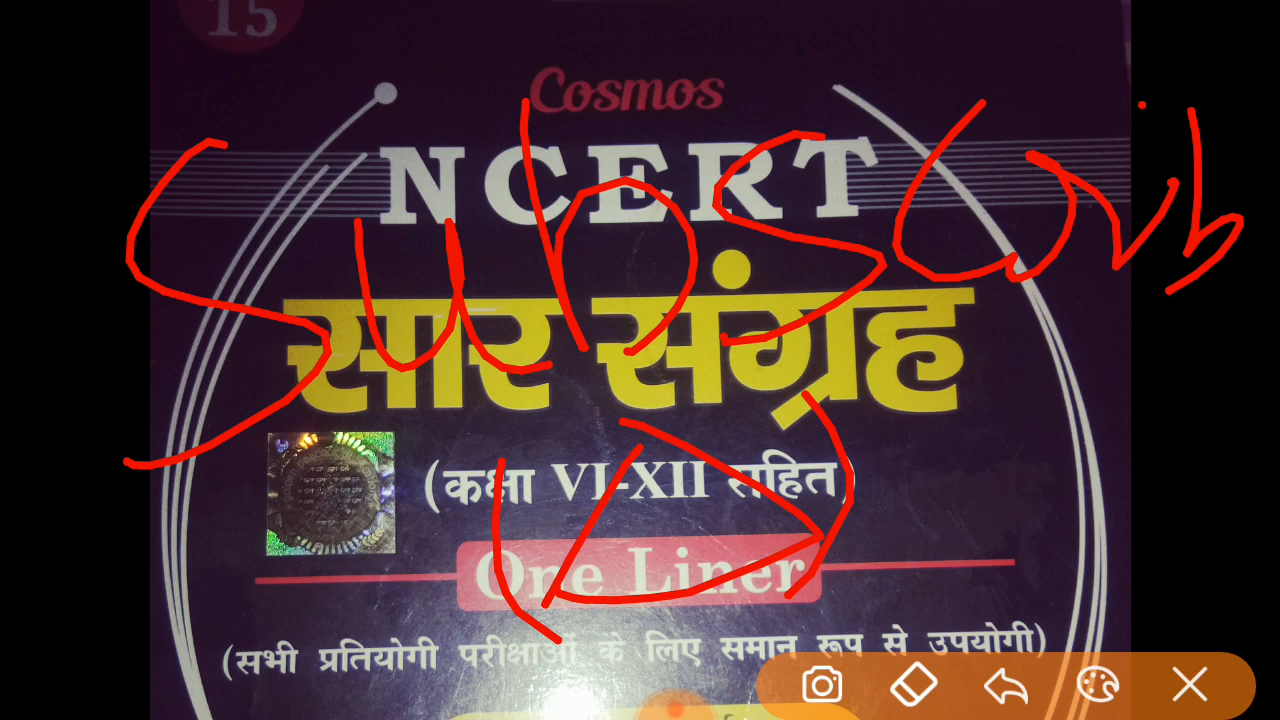 15
Cosmos
NCERT
Subscrib
सार संग्रह
(कक्षा VI-XII सहित)
One Liner
(सभी प्रतियोगी परीक्षाओं के लिए समान रूप से उपयोगी)